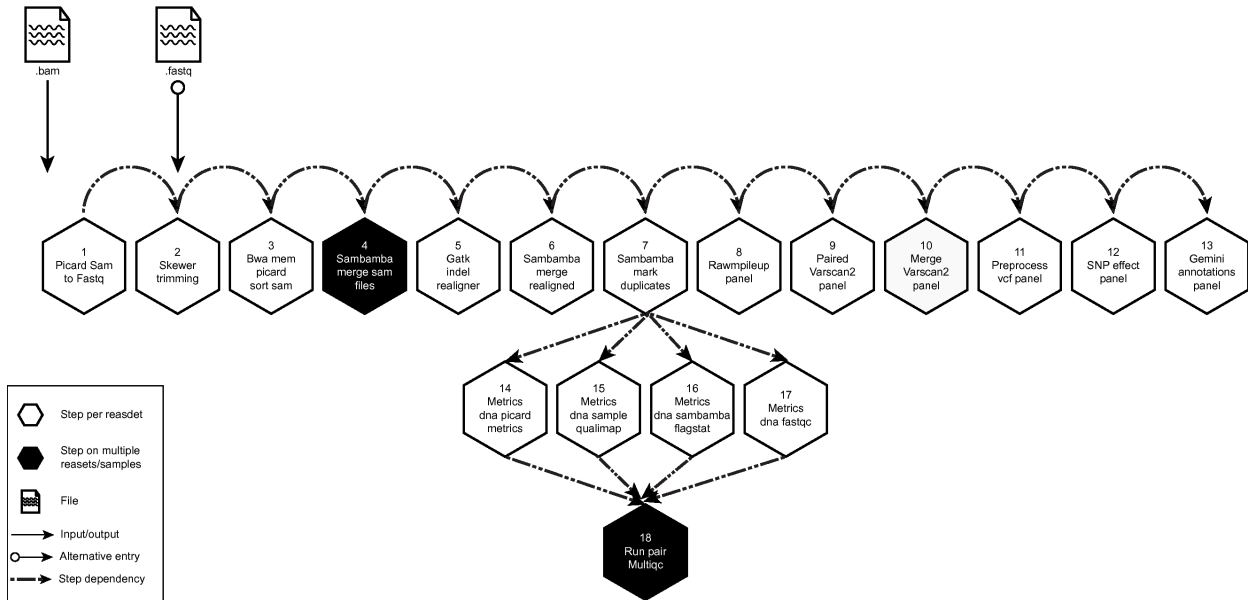 .bam
.fastq
1
Picard Sam
to Fastq
2
Skewer
trimming
3
Bwa mem
picard
sort sam
4
Sambamba
merge sam
files
5
Gatk
indel
realigner
6
Sambamba
merge
realigned
7
Sambamba
mark
duplicates
8
Rawmpileup
panel
9
Paired
Varscan2
panel
10
Merge
Varscan2
panel
11
Preprocess
vcf panel
12
SNP effect
panel
13
Gemini
annotations
panel
14
Metrics
dna picard
metrics
15
Metrics
dna sample
qualimap
16
Metrics
dna sambamba
flagstat
17
Metrics
dna fastqc
18
Run pair
Multiqc
Step per reasdet
Step on multiple
reasets/samples
File
Input/output
Alternative entry
Step dependency